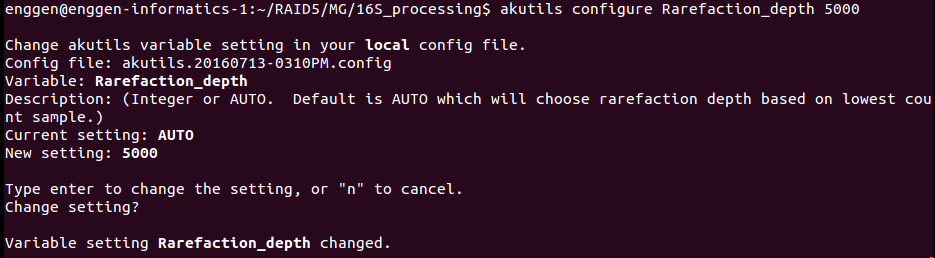 enggen@enggen-informatics-1:~/RAID5/MG/16S_processing$ akutils configure Rarefaction_depth 5000
Change akutils variable setting in your local config file.
Config file: akutils.20160713-0310PM.config
Variable: Rarefaction_depth
Description: (Integer or AUTO.  Default is AUTO which will choose rarefaction depth based on lowest cou
nt sample.)
Current setting: AUTO
New setting: 5000
Type enter to change the setting, or "n" to cancel.
Change setting?
Variable setting Rarefaction_depth changed.